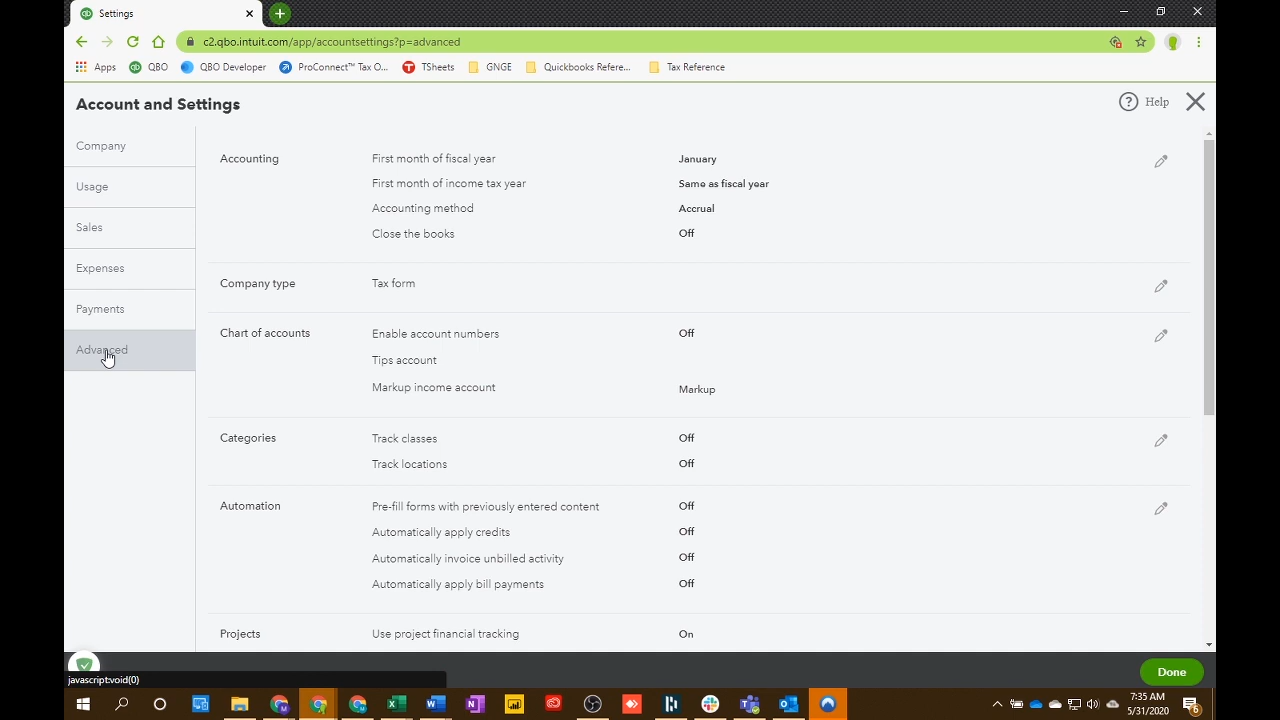 Settings
c2.qbo.intuit.com/app/accountsettings?p=advanced
Apps QBO QBO Developer ProConnect™ Tax O... TSheets GNGE Quickbooks Refere... Tax Reference
Account and Settings
Help
Company
Usage
Sales
Expenses
Payments
Advanced
Accounting
First month of fiscal year January
First month of income tax year Same as fiscal year
Accounting method Accrual
Close the books Off
Company type Tax form
Chart of accounts
Enable account numbers Off
Tips account
Markup income account Markup
Categories
Track classes Off
Track locations Off
Automation
Pre-fill forms with previously entered content Off
Automatically apply credits Off
Automatically invoice unbilled activity Off
Automatically apply bill payments Off
Projects Use project financial tracking On
Done
javascript:void(0)
7:35 AM
5/31/2020